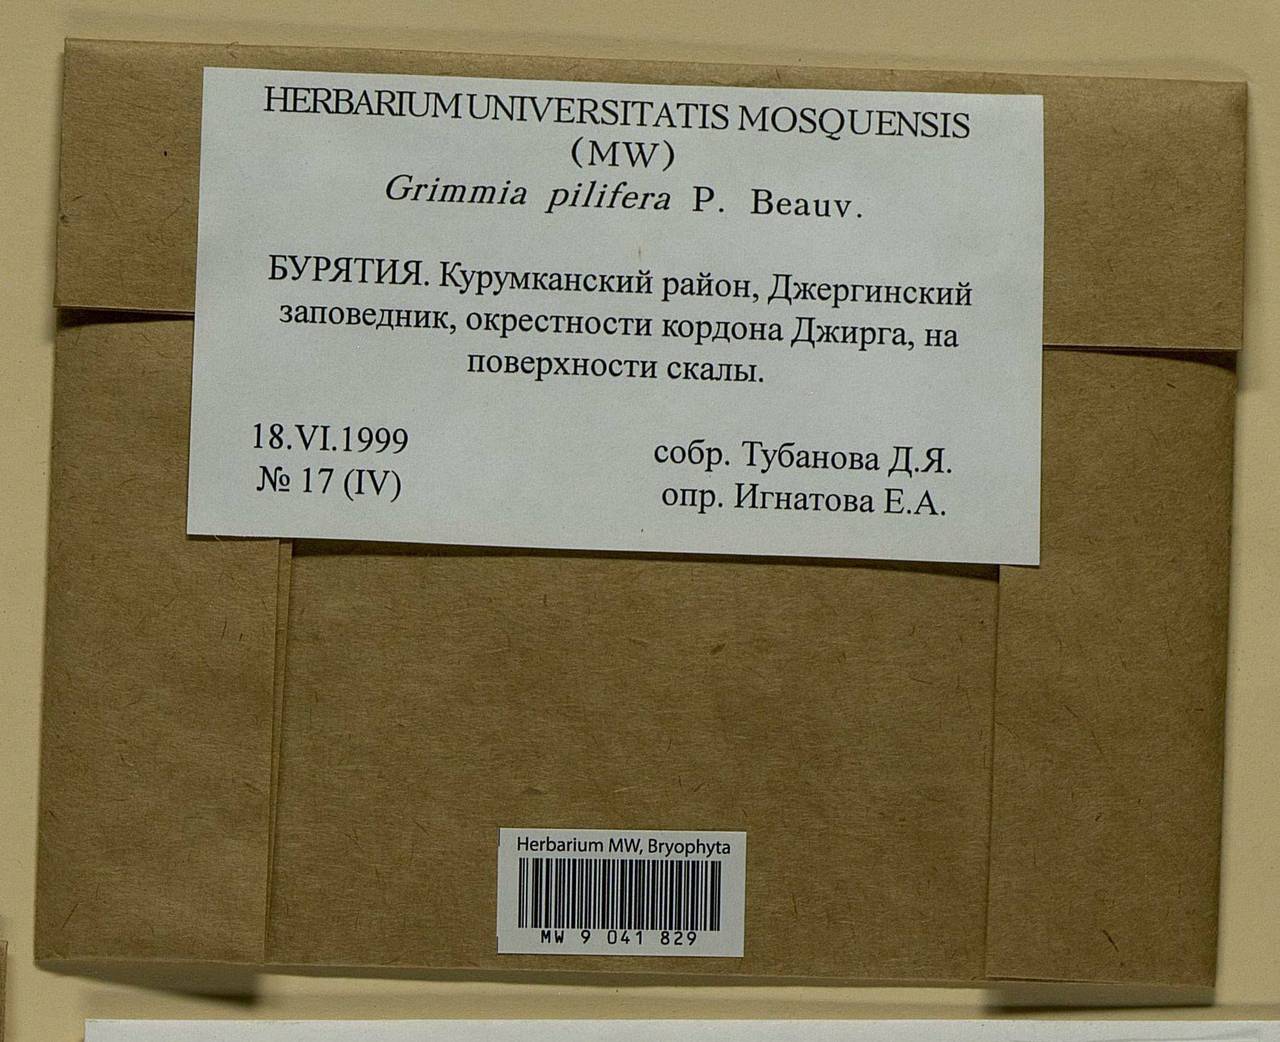 HERBARIUM UNIVERSITATIS MOSQUENSIS
(MW)
Grimmia pilifera P. Beauv.
БУРЯТИЯ. Курумканский район, Джергинский
заповедник, окрестности кордона Джирга, на
поверхности скалы.
18.VI.1999
№ 17 (IV)
собр. Тубанова Д.Я.
опр. Игнатова Е.А.
Herbarium MW, Bryophyta
MW 9 041 829